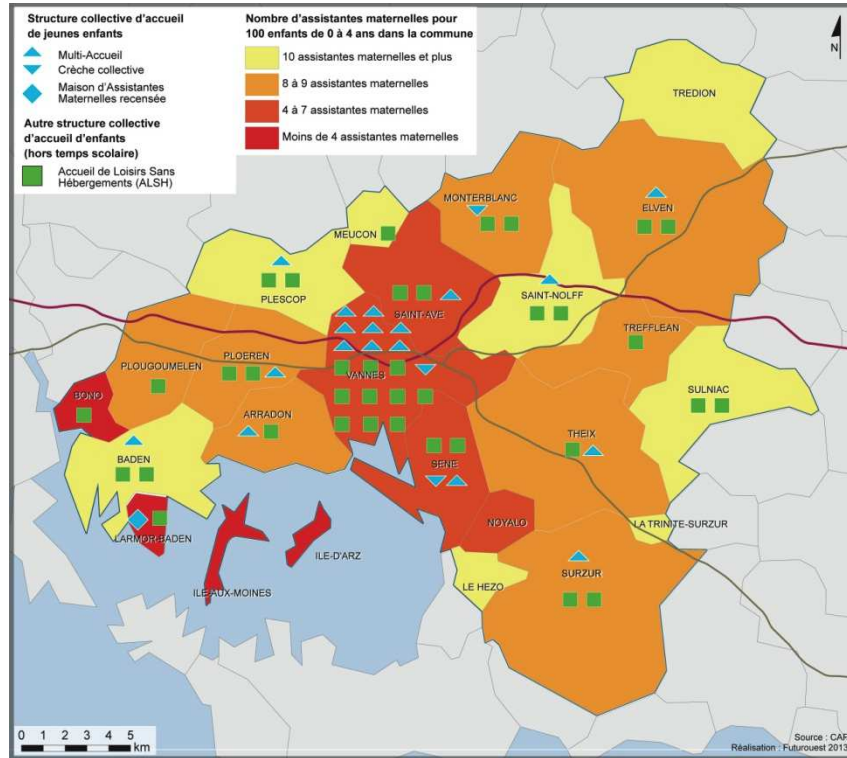 Structure collective d'accueil
de jeunes enfants
Multi-Accueil
Crèche collective
Maison d'Assistantes
Maternelles recensée
Autre structure collective
d'accueil d'enfants
(hors temps scolaire)
Accueil de Loisirs Sans
Hébergements (ALSH)
Nombre d'assistantes maternelles pour
100 enfants de 0 à 4 ans dans la commune
10 assistantes maternelles et plus
8 à 9 assistantes maternelles
4 à 7 assistantes maternelles
Moins de 4 assistantes maternelles
N
TREDION
MONTERBLANC
ELVEN
MEUCON
PLESCOP
SAINT-NOLFF
SAINT-AVE
TREFFLEAN
PLOEREN
PLOUGOUMELEN
VANNES
SULNIAC
BONO
ARRADON
THEIX
BADEN
SENE
NOYALO
LA TRINITE-SURZUR
LARMOR-BADEN
ILE-D'ARZ
SURZUR
LE HEZO
ILE-AUX-MOINES
0 1 2 3 4 5
km
Source : CAF
Réalisation : Futurouest 2013